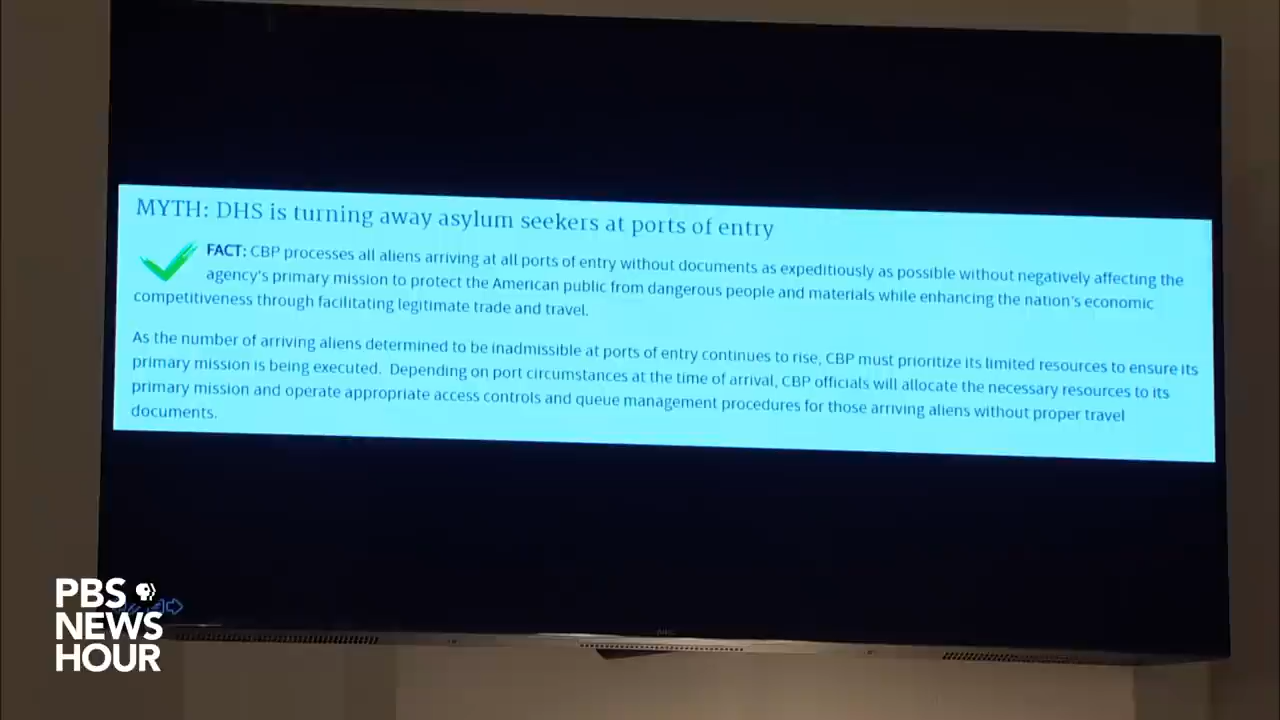 MYTH: DHS is turning away asylum seekers at ports of entry
FACT: CBP processes all aliens arriving at all ports of entry without documents as expeditiously as possible without negatively affecting the
agency's primary mission to protect the American public from dangerous people and materials while enhancing the nation's economic
competitiveness through facilitating legitimate trade and travel.
As the number of arriving aliens determined to be inadmissible at ports of entry continues to rise, CBP must prioritize its limited resources to ensure its
primary mission is being executed. Depending on port circumstances at the time of arrival, CBP officials will allocate the necessary resources to its
primary mission and operate appropriate access controls and queue management procedures for those arriving aliens without proper travel
documents.
PBS
NEWS
HOUR